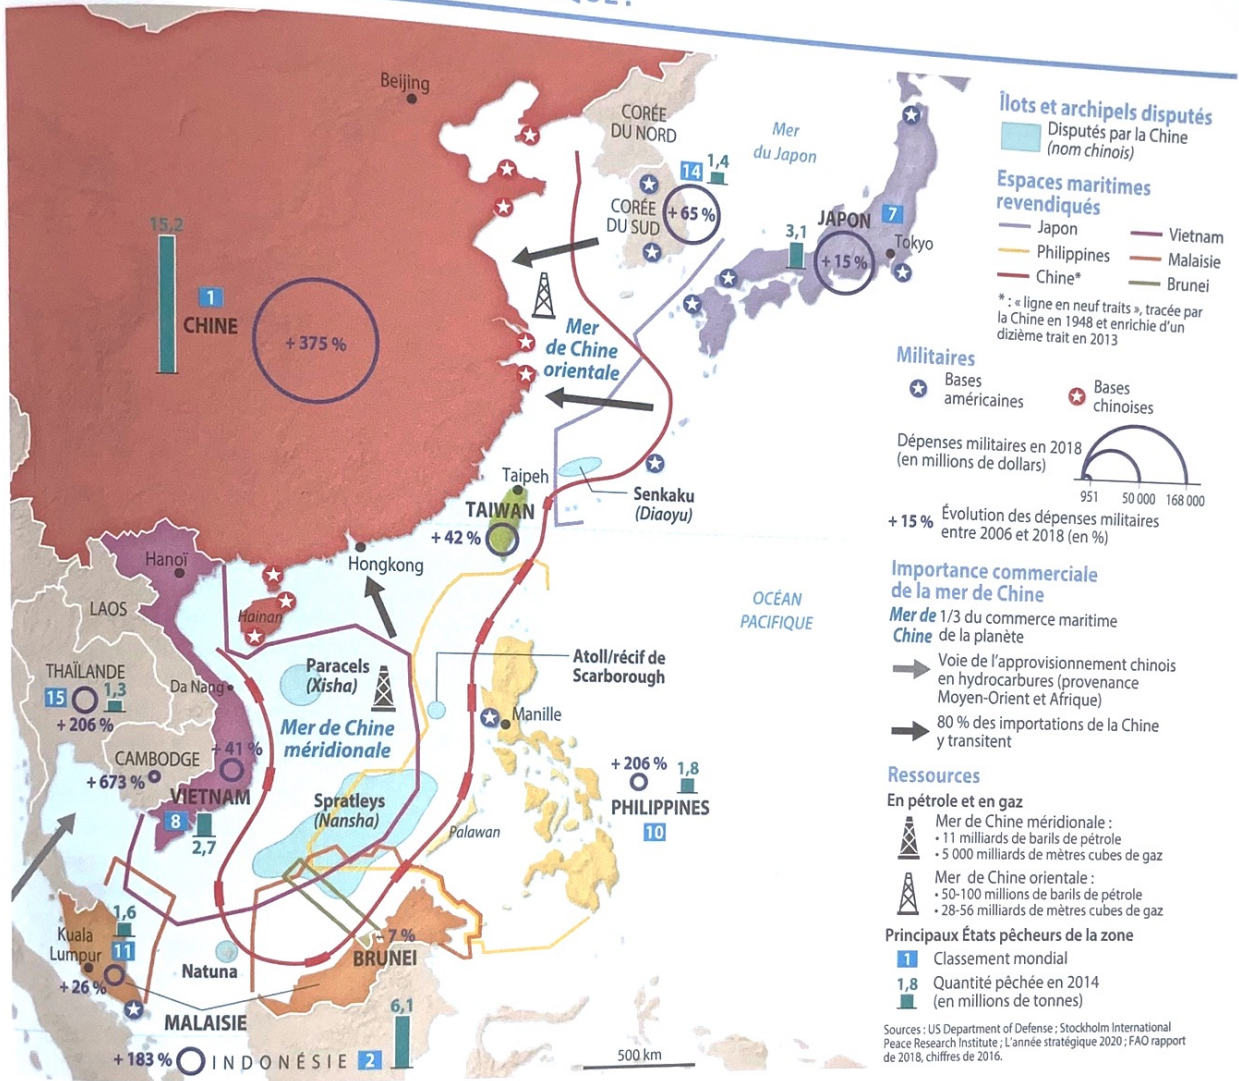 Beijing
CORÉE
DU NORD
Mer
du Japon
14
1,4
CORÉE
DU SUD
+ 65 %
JAPON
7
3,1
+ 15 %
Tokyo
15,2
1
CHINE
+ 375 %
Mer
de Chine
orientale
Taipeh
TAIWAN
+ 42 %
Senkaku
(Diaoyu)
Hanoï
Hongkong
LAOS
Hainan
OCÉAN
PACIFIQUE
THAÏLANDE
15
1,3
+ 206 %
Da Nang
Paracels
(Xisha)
Atoll/récif de
Scarborough
Mer de Chine
méridionale
Manille
CAMBODGE
+ 673 %
+ 41 %
VIETNAM
8
2,7
Spratleys
(Nansha)
Palawan
+ 206 %
1,8
PHILIPPINES
10
1,6
Kuala
Lumpur
11
+ 26 %
Natuna
- 7 %
BRUNEI
MALAISIE
6,1
+ 183 %
INDONÉSIE
2
500 km
Îlots et archipels disputés
Disputés par la Chine
(nom chinois)
Espaces maritimes
revendiqués
Japon
Vietnam
Philippines
Malaisie
Chine*
Brunei
* : « ligne en neuf traits », tracée par
la Chine en 1948 et enrichie d'un
dixième trait en 2013
Militaires
Bases
américaines
Bases
chinoises
Dépenses militaires en 2018
(en millions de dollars)
951
50 000
168 000
+ 15 %
Évolution des dépenses militaires
entre 2006 et 2018 (en %)
Importance commerciale
de la mer de Chine
Mer de
Chine
1/3 du commerce maritime
de la planète
Voie de l'approvisionnement chinois
en hydrocarbures (provenance
Moyen-Orient et Afrique)
80 % des importations de la Chine
y transitent
Ressources
En pétrole et en gaz
Mer de Chine méridionale :
• 11 milliards de barils de pétrole
• 5 000 milliards de mètres cubes de gaz
Mer de Chine orientale :
• 50-100 millions de barils de pétrole
• 28-56 milliards de mètres cubes de gaz
Principaux États pêcheurs de la zone
1
Classement mondial
1,8
Quantité pêchée en 2014
(en millions de tonnes)
Sources : US Department of Defense ; Stockholm International
Peace Research Institute ; L'année stratégique 2020 ; FAO rapport
de 2018, chiffres de 2016.